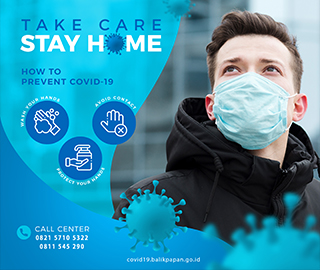 TAKE CARE
STAY HOME
HOW TO
PREVENT COVID-19
WASH YOUR HANDS
AVOID CONTACT
PROTECT YOUR HANDS
CALL CENTER
0821 5710 5322
0811 545 290
covid19.balikpapan.go.id